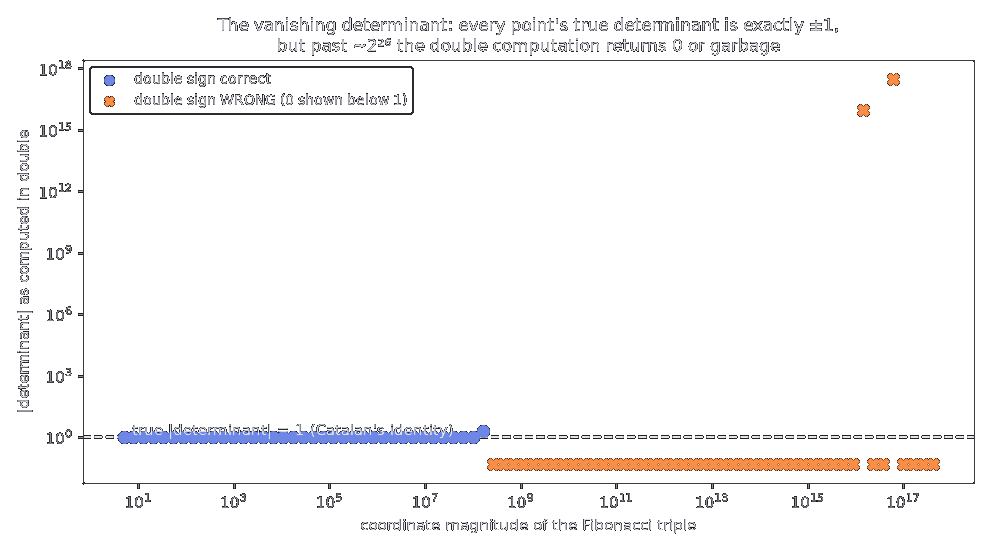 The vanishing determinant: every point's true determinant is exactly ±1,
but past ~2²⁶ the double computation returns 0 or garbage
double sign correct
double sign WRONG (0 shown below 1)
|determinant| as computed in double
10¹⁸
10¹⁵
10¹²
10⁹
10⁶
10³
10⁰
true |determinant| = 1 (Catalan's identity)
10¹ 10³ 10⁵ 10⁷ 10⁹ 10¹¹ 10¹³ 10¹⁵ 10¹⁷
coordinate magnitude of the Fibonacci triple